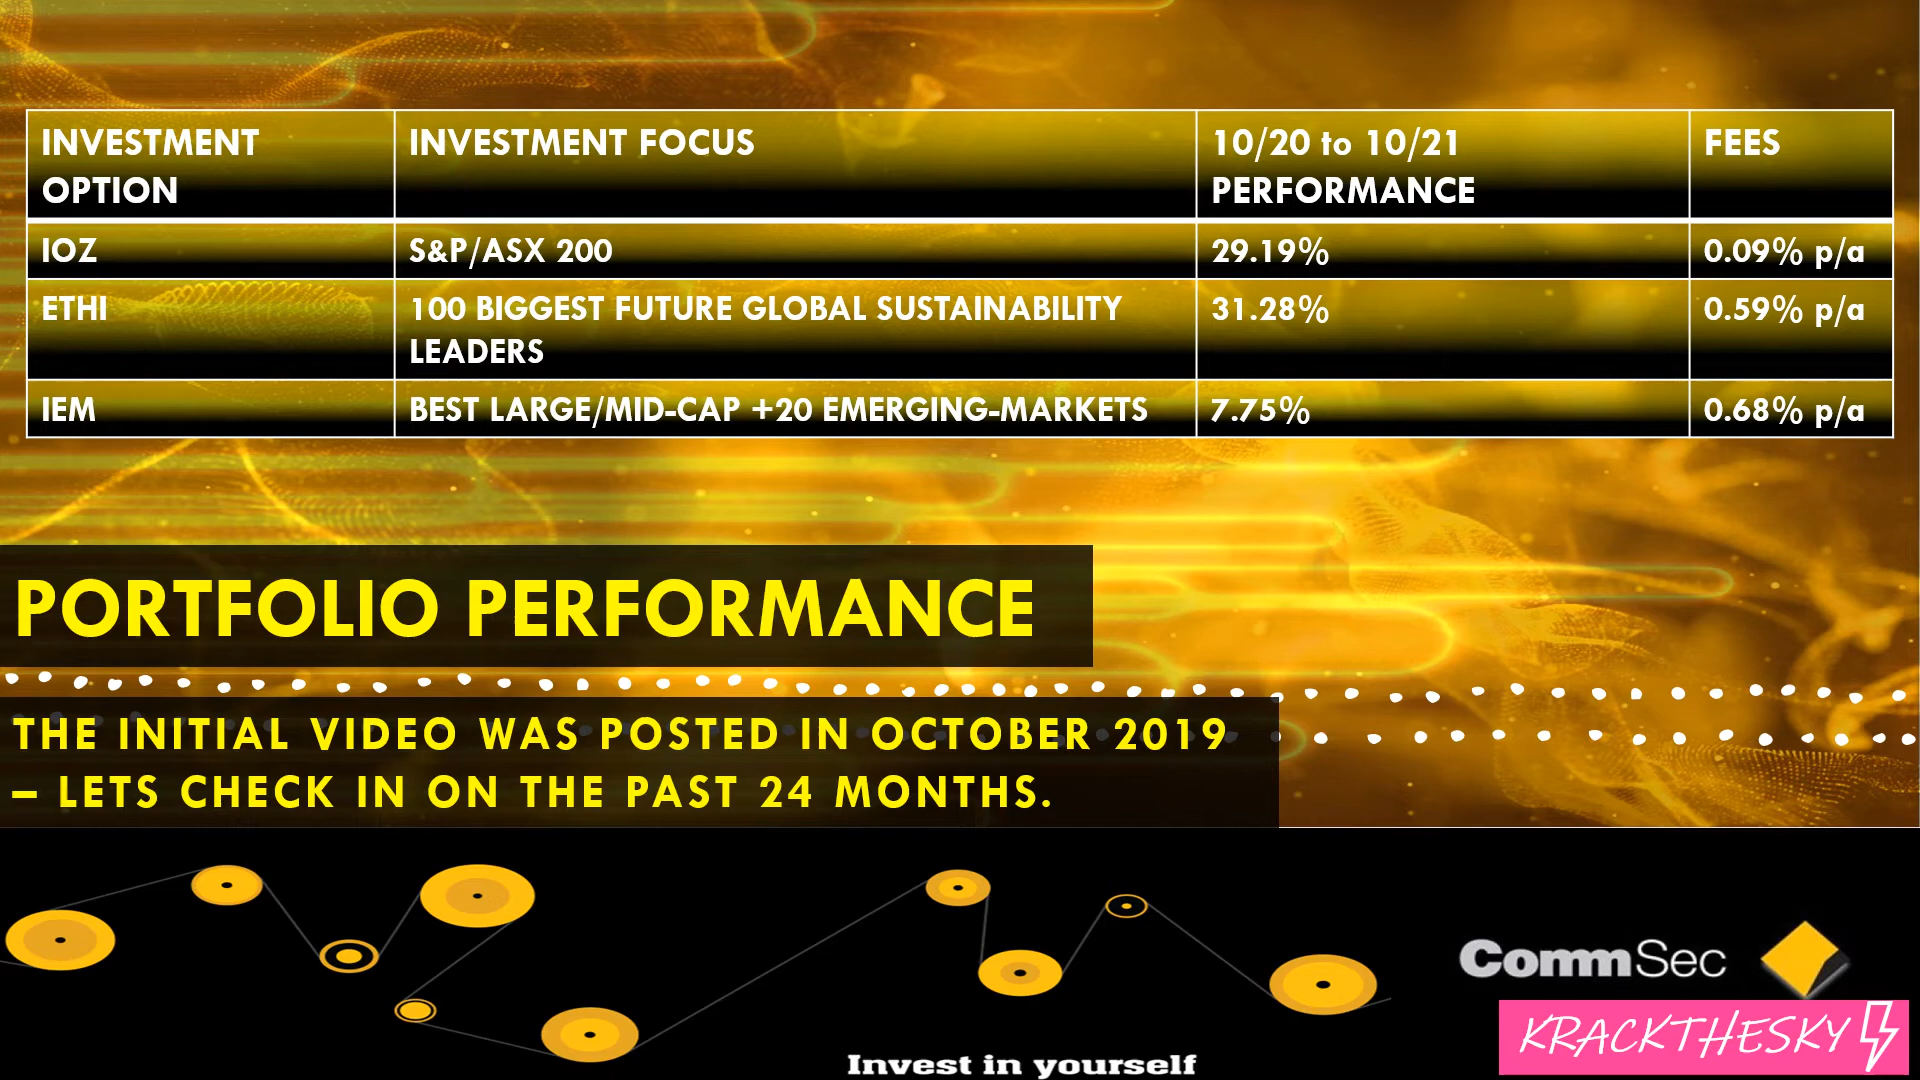 INVESTMENT OPTION
INVESTMENT FOCUS
10/20 to 10/21 PERFORMANCE
FEES
IOZ
S&P/ASX 200
29.19%
0.09% p/a
ETHI
100 BIGGEST FUTURE GLOBAL SUSTAINABILITY
LEADERS
31.28%
0.59% p/a
IEM
BEST LARGE/MID-CAP +20 EMERGING-MARKETS
7.75%
0.68% p/a
PORTFOLIO PERFORMANCE
THE INITIAL VIDEO WAS POSTED IN OCTOBER 2019
– LETS CHECK IN ON THE PAST 24 MONTHS.
CommSec
KRACKTHESKY
Invest in yourself